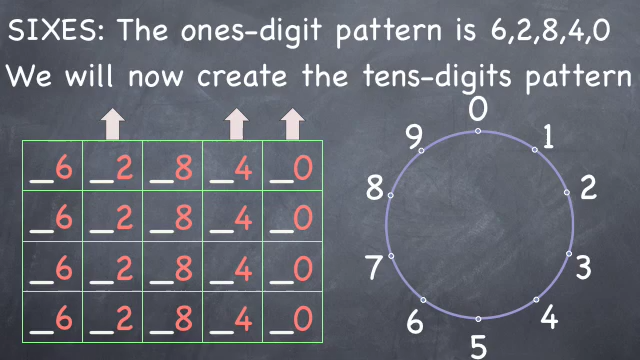 SIXES: The ones-digit pattern is 6,2,8,4,0
We will now create the tens-digits pattern
_6 _2 _8 _4 _0
_6 _2 _8 _4 _0
_6 _2 _8 _4 _0
_6 _2 _8 _4 _0
0
9 1
8 2
7 3
6 4
5